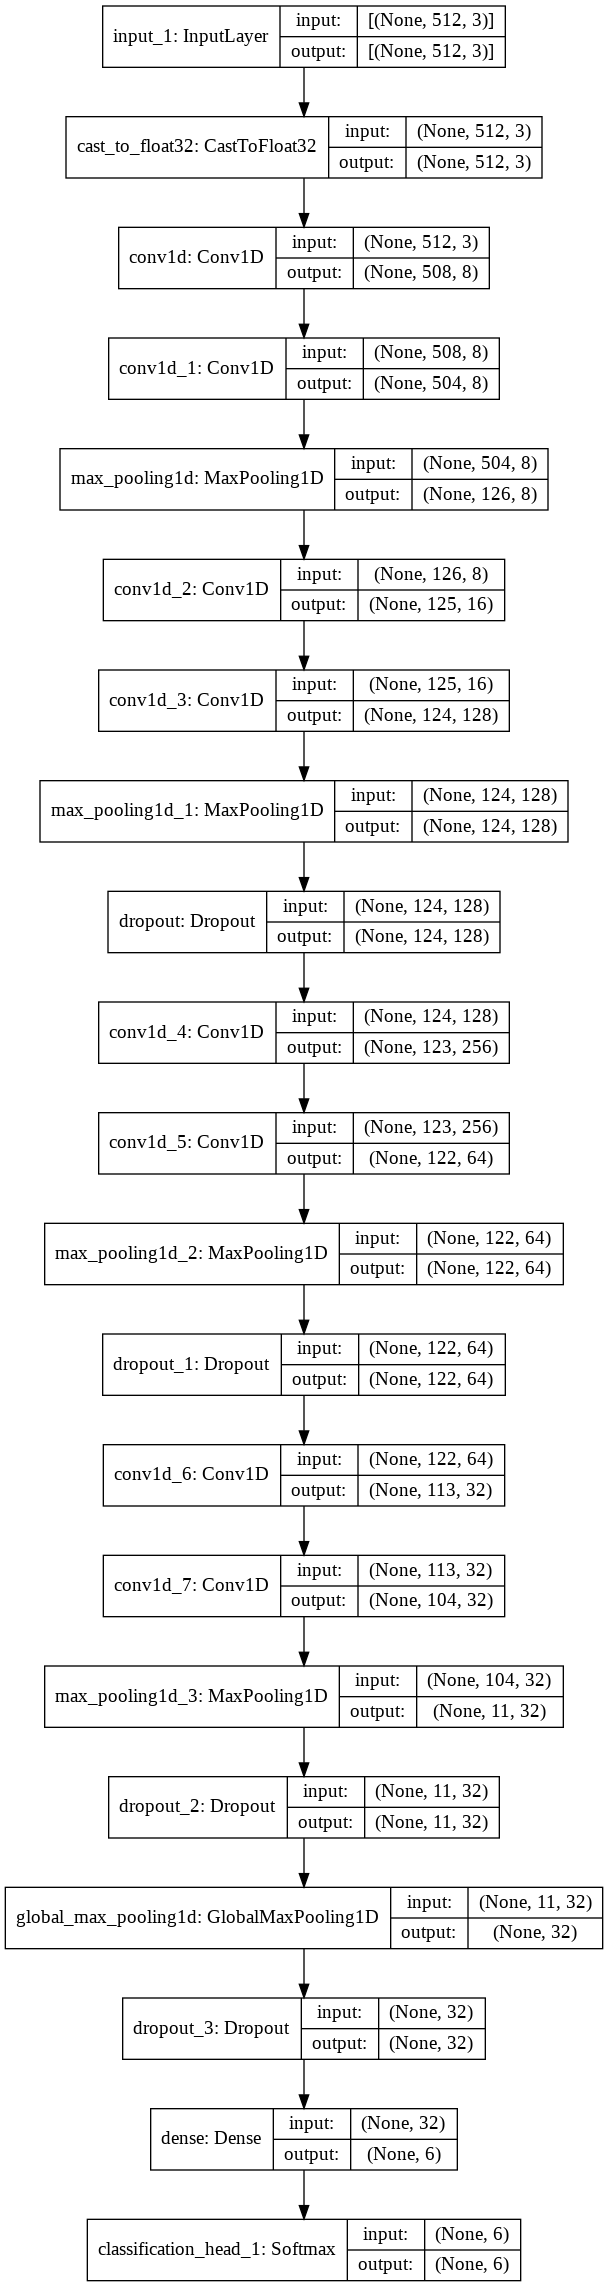 input_1: InputLayer
input:
[(None, 512, 3)]
output:
[(None, 512, 3)]
cast_to_float32: CastToFloat32
input:
(None, 512, 3)
output:
(None, 512, 3)
conv1d: Conv1D
input:
(None, 512, 3)
output:
(None, 508, 8)
conv1d_1: Conv1D
input:
(None, 508, 8)
output:
(None, 504, 8)
max_pooling1d: MaxPooling1D
input:
(None, 504, 8)
output:
(None, 126, 8)
conv1d_2: Conv1D
input:
(None, 126, 8)
output:
(None, 125, 16)
conv1d_3: Conv1D
input:
(None, 125, 16)
output:
(None, 124, 128)
max_pooling1d_1: MaxPooling1D
input:
(None, 124, 128)
output:
(None, 124, 128)
dropout: Dropout
input:
(None, 124, 128)
output:
(None, 124, 128)
conv1d_4: Conv1D
input:
(None, 124, 128)
output:
(None, 123, 256)
conv1d_5: Conv1D
input:
(None, 123, 256)
output:
(None, 122, 64)
max_pooling1d_2: MaxPooling1D
input:
(None, 122, 64)
output:
(None, 122, 64)
dropout_1: Dropout
input:
(None, 122, 64)
output:
(None, 122, 64)
conv1d_6: Conv1D
input:
(None, 122, 64)
output:
(None, 113, 32)
conv1d_7: Conv1D
input:
(None, 113, 32)
output:
(None, 104, 32)
max_pooling1d_3: MaxPooling1D
input:
(None, 104, 32)
output:
(None, 11, 32)
dropout_2: Dropout
input:
(None, 11, 32)
output:
(None, 11, 32)
global_max_pooling1d: GlobalMaxPooling1D
input:
(None, 11, 32)
output:
(None, 32)
dropout_3: Dropout
input:
(None, 32)
output:
(None, 32)
dense: Dense
input:
(None, 32)
output:
(None, 6)
classification_head_1: Softmax
input:
(None, 6)
output:
(None, 6)